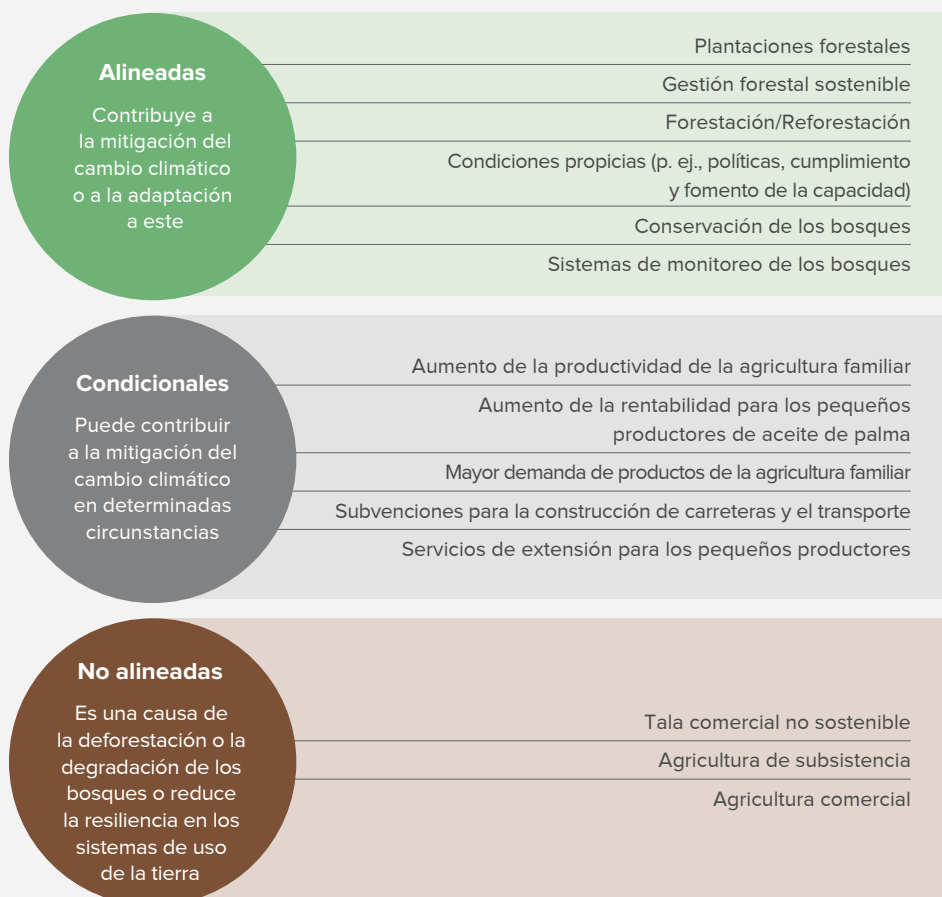 Alineadas
Contribuye a
la mitigación del
cambio climático
o a la adaptación
a este
Plantaciones forestales
Gestión forestal sostenible
Forestación/Reforestación
Condiciones propicias (p. ej., políticas, cumplimiento
y fomento de la capacidad)
Conservación de los bosques
Sistemas de monitoreo de los bosques
Condicionales
Puede contribuir
a la mitigación del
cambio climático
en determinadas
circunstancias
Aumento de la productividad de la agricultura familiar
Aumento de la rentabilidad para los pequeños
productores de aceite de palma
Mayor demanda de productos de la agricultura familiar
Subvenciones para la construcción de carreteras y el transporte
Servicios de extensión para los pequeños productores
No alineadas
Es una causa de
la deforestación o la
degradación de los
bosques o reduce
la resiliencia en los
sistemas de uso
de la tierra
Tala comercial no sostenible
Agricultura de subsistencia
Agricultura comercial